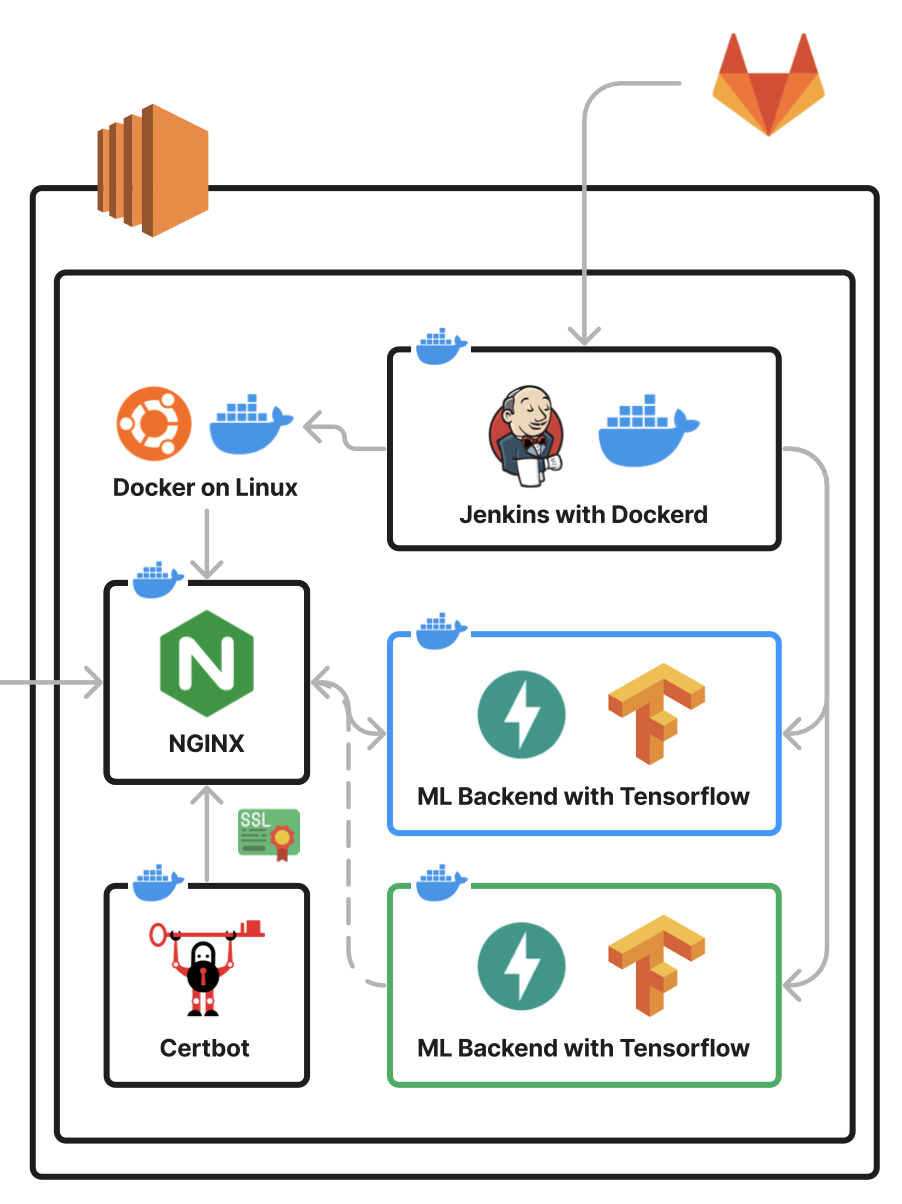 Docker on Linux
Jenkins with Dockerd
N
NGINX
ML Backend with Tensorflow
SSL
Certbot
ML Backend with Tensorflow